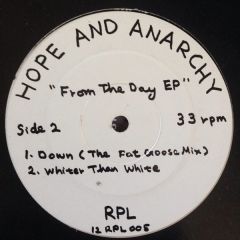 HOPE AND ANARCHY
"From The Day EP"
Side 2
33 rpm
1. Down (The Fat Goose Mix)
2. Whiter Than White
RPL
12 RPL 005